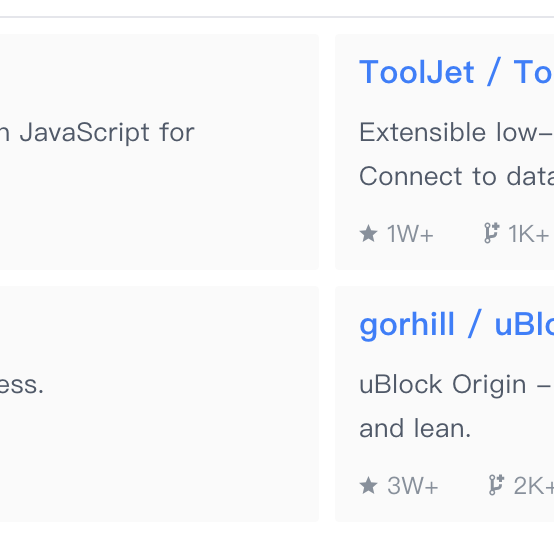 JavaScript for
ToolJet / To
Extensible low-
Connect to data
★ 1W+ 1K+
ess.
gorhill / uBlo
uBlock Origin -
and lean.
★ 3W+ 2K+